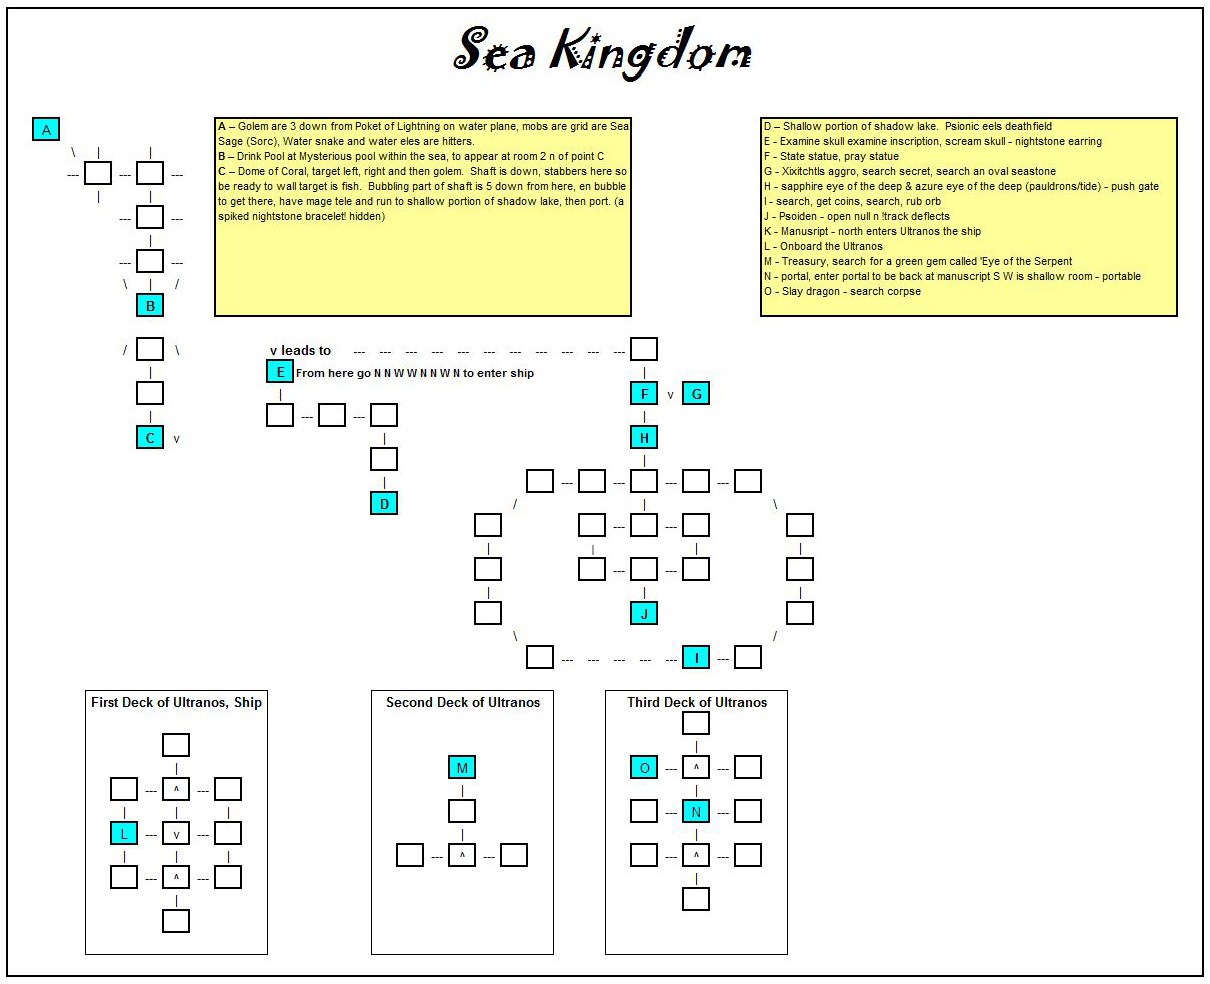 Sea Kingdom
A
A – Golem are 3 down from Poket of Lightning on water plane, mobs are grid are Sea
Sage (Sorc), Water snake and water eles are hitters.
B – Drink Pool at Mysterious pool within the sea, to appear at room 2 n of point C
C – Dome of Coral, target left, right and then golem.  Shaft is down, stabbers here so
be ready to wall target is fish.  Bubbling part of shaft is 5 down from here, en bubble
to get there, have mage tele and run to shallow portion of shadow lake, then port. (a
spiked nightstone bracelet! hidden)
D – Shallow portion of shadow lake.  Psionic eels deathfield
E - Examine skull examine inscription, scream skull - nightstone earring
F - State statue, pray statue
G - Xixitchtls aggro, search secret, search an oval seastone
H - sapphire eye of the deep & azure eye of the deep (pauldrons/tide) - push gate
I - search, get coins, search, rub orb
J - Psoiden - open null n !track deflects
K - Manusript - north enters Ultranos the ship
L - Onboard the Ultranos
M - Treasury, search for a green gem called 'Eye of the Serpent
N - portal, enter portal to be back at manuscript S W is shallow room - portable
O - Slay dragon - search corpse
B
v leads to --- --- --- --- --- --- --- --- --- --- ---
E From here go N N W W N N W N to enter ship
F v G
C v
H
D
J
I
First Deck of Ultranos, Ship
^
L v
^
Second Deck of Ultranos
M
^
Third Deck of Ultranos
O ^
N
^